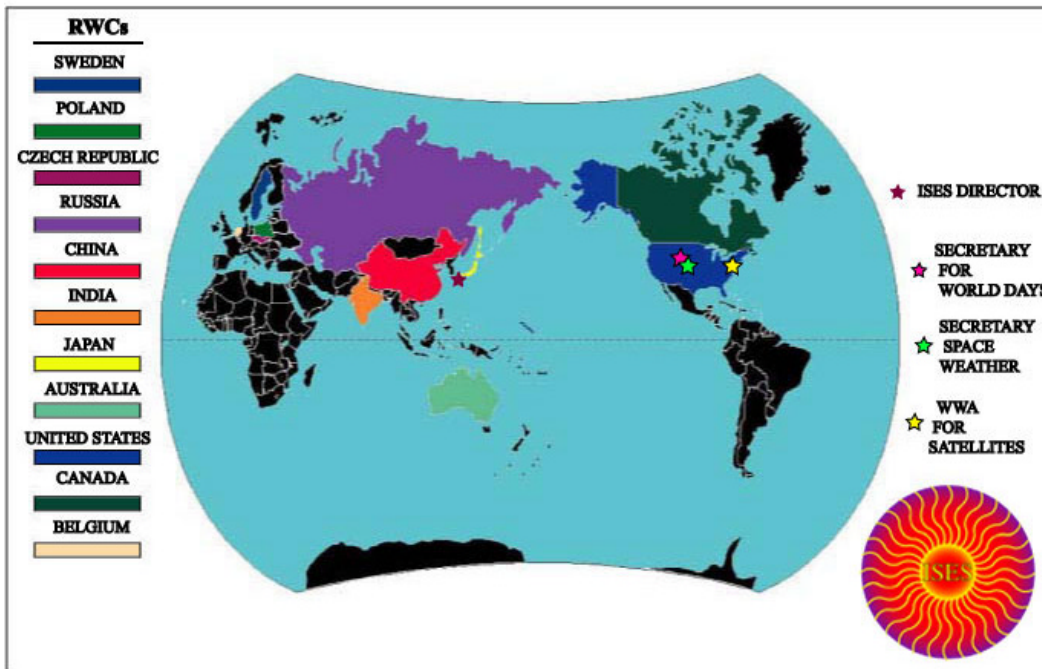 RWCs
SWEDEN
POLAND
CZECH REPUBLIC
RUSSIA
CHINA
INDIA
JAPAN
AUSTRALIA
UNITED STATES
CANADA
BELGIUM
ISES DIRECTOR
SECRETARY
FOR
WORLD DAYS
SECRETARY
SPACE
WEATHER
WWA
FOR
SATELLITES
ISES